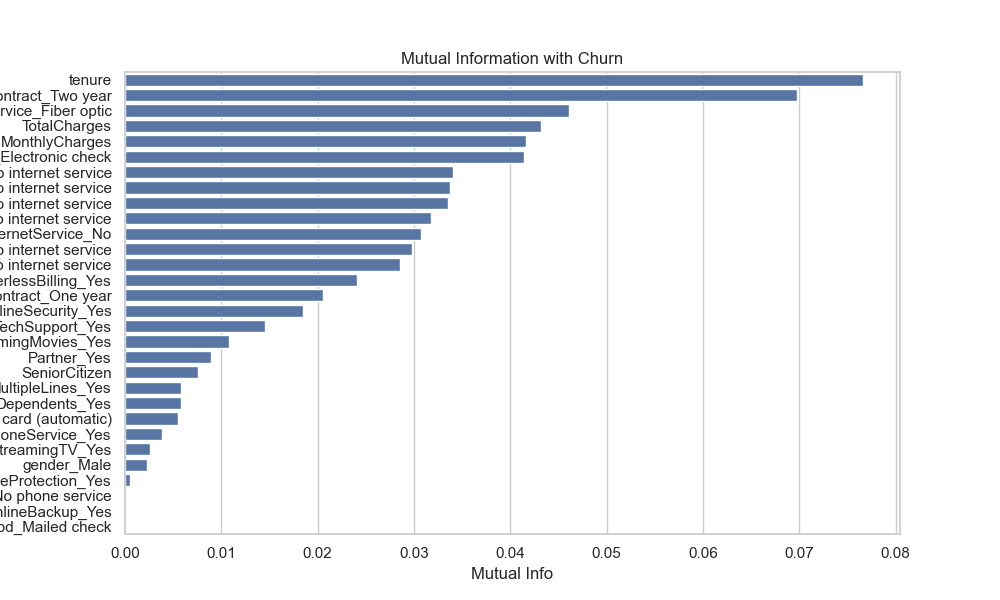 Mutual Information with Churn
tenure
ontract_Two year
rvice_Fiber optic
TotalCharges
MonthlyCharges
Electronic check
o internet service
o internet service
o internet service
o internet service
ernetService_No
o internet service
o internet service
erlessBilling_Yes
ontract_One year
lineSecurity_Yes
TechSupport_Yes
mingMovies_Yes
Partner_Yes
SeniorCitizen
MultipleLines_Yes
Dependents_Yes
card (automatic)
oneService_Yes
treamingTV_Yes
gender_Male
eProtection_Yes
No phone service
nlineBackup_Yes
od_Mailed check
0.00 0.01 0.02 0.03 0.04 0.05 0.06 0.07 0.08
Mutual Info